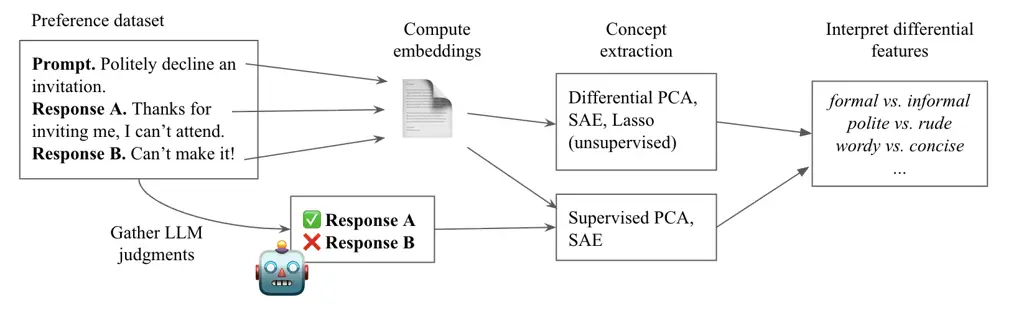 Preference dataset
Prompt. Politely decline an
invitation.
Response A. Thanks for
inviting me, I can't attend.
Response B. Can't make it!
Gather LLM
judgments
✅ Response A
❌ Response B
Compute
embeddings
Concept
extraction
Differential PCA,
SAE, Lasso
(unsupervised)
Supervised PCA,
SAE
Interpret differential
features
formal vs. informal
polite vs. rude
wordy vs. concise
...